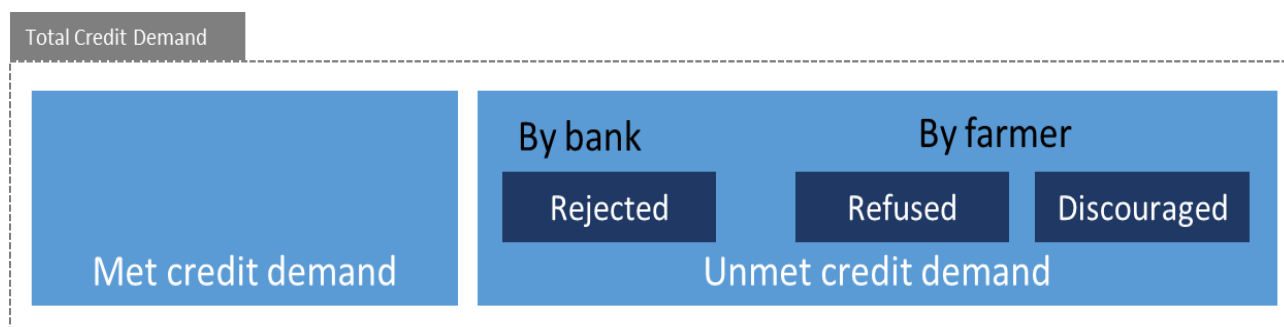 Total Credit Demand
By bank
By farmer
Rejected
Refused
Discouraged
Met credit demand
Unmet credit demand